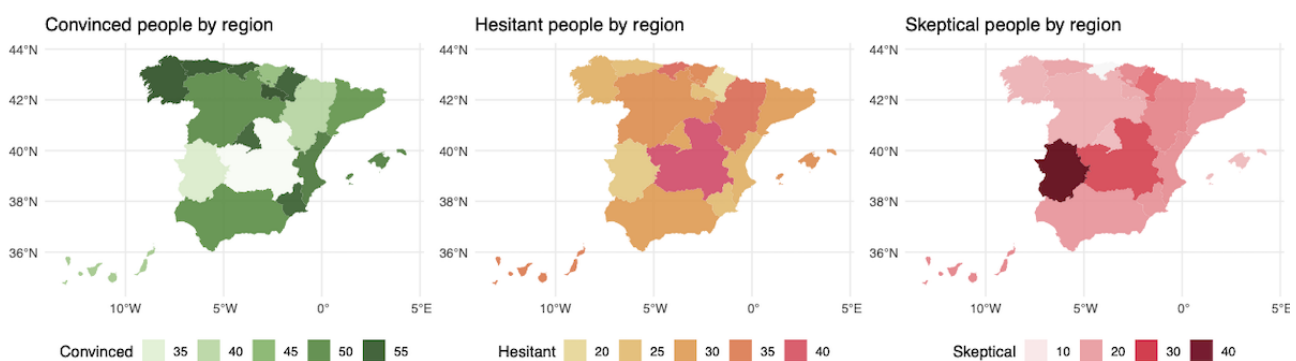 Convinced people by region
44°N
42°N
40°N
38°N
36°N
10°W 5°W 0° 5°E
Convinced 35 40 45 50 55
Hesitant people by region
44°N
42°N
40°N
38°N
36°N
10°W 5°W 0° 5°E
Hesitant 20 25 30 35 40
Skeptical people by region
44°N
42°N
40°N
38°N
36°N
10°W 5°W 0° 5°E
Skeptical 10 20 30 40